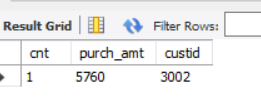 Result Grid Filter Rows:
cnt purch_amt custid
1 5760 3002